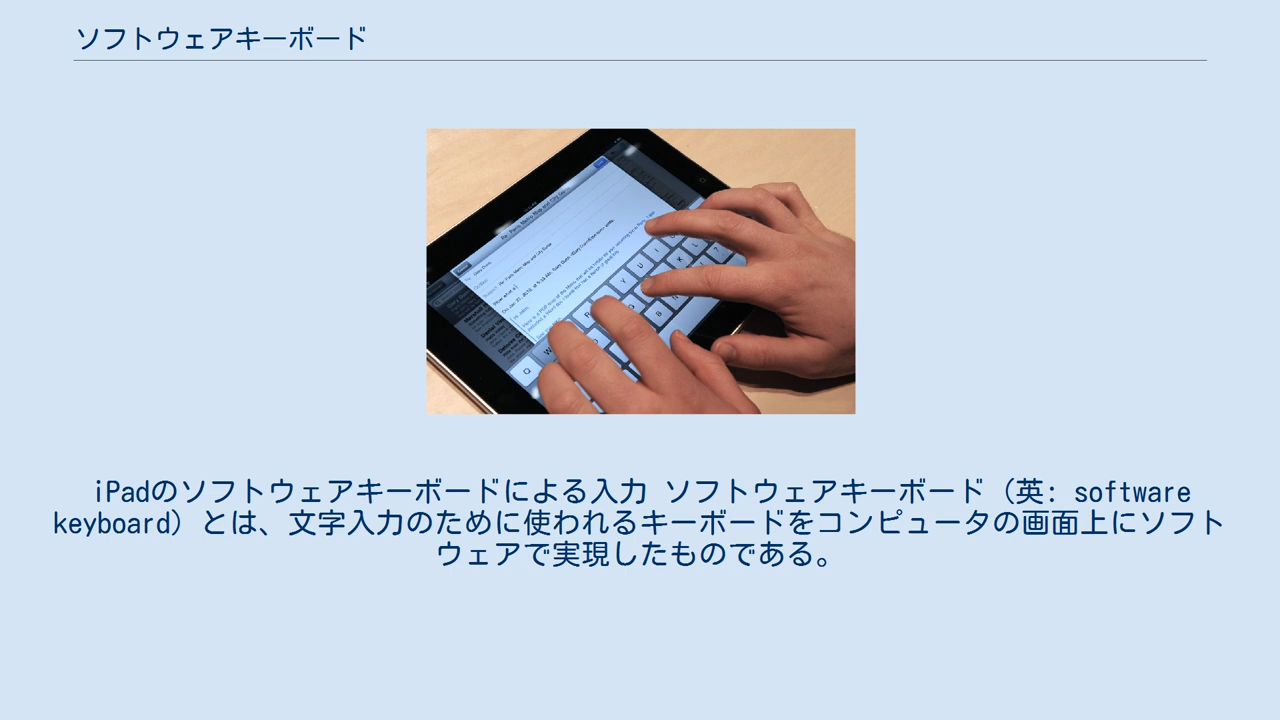 ソフトウェアキーボード
iPadのソフトウェアキーボードによる入力 ソフトウェアキーボード（英: software
keyboard）とは、文字入力のために使われるキーボードをコンピュータの画面上にソフト
ウェアで実現したものである。